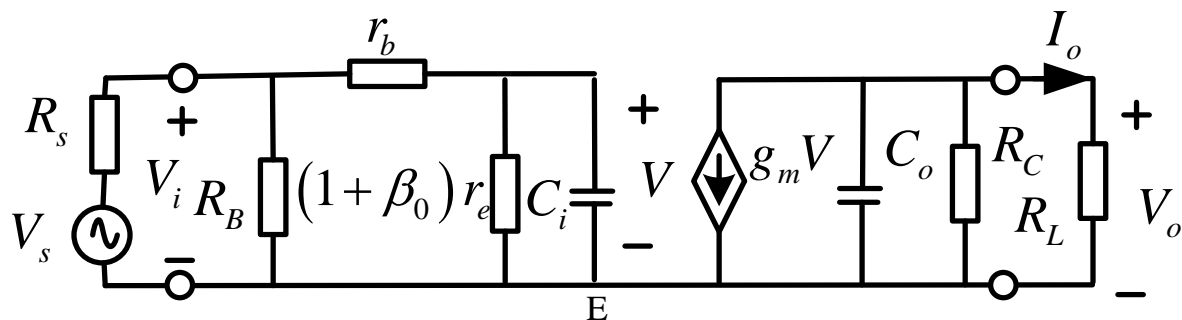 r_b
I_o
R_s
+
+
+
V_i
R_B
(1 + β_0) r_e
C_i
V
g_m V
C_o
R_C
R_L
V_o
V_s
−
−
−
E